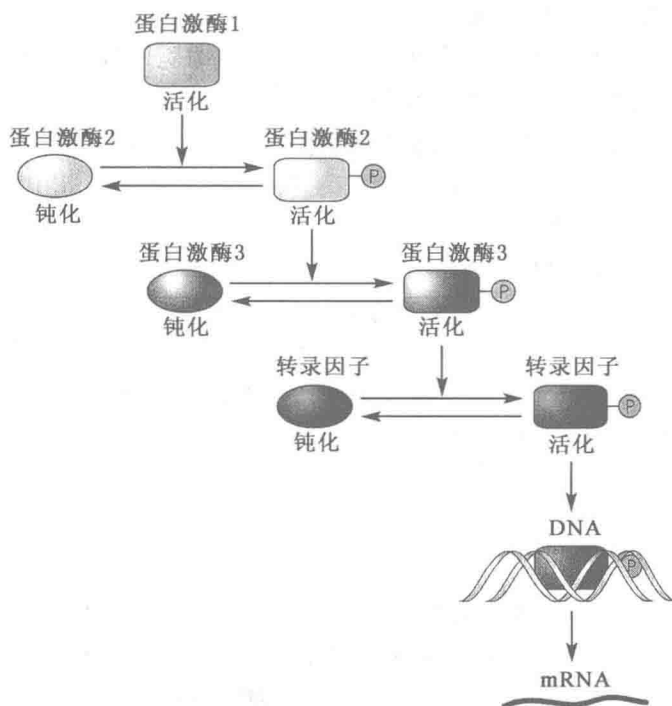 蛋白激酶1
活化
蛋白激酶2 蛋白激酶2
P
钝化 活化
蛋白激酶3 蛋白激酶3
P
钝化 活化
转录因子 转录因子
P
钝化 活化
DNA
P
mRNA